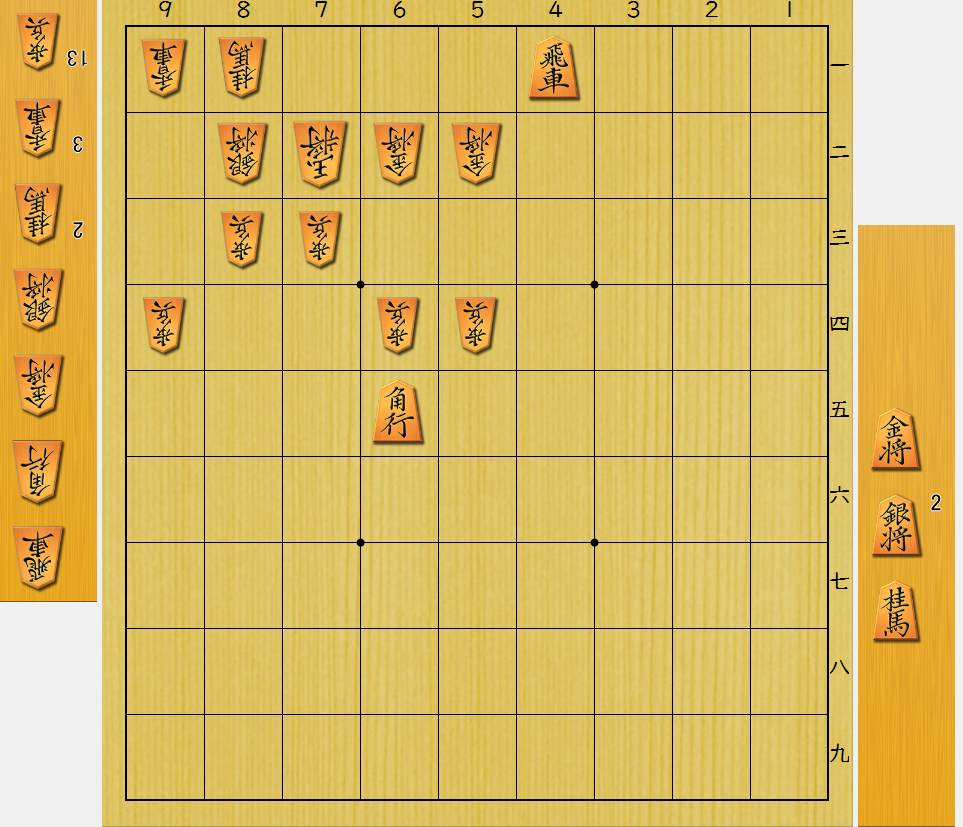 9 8 7 6 5 4 3 2 1
香車 桂馬 飛車 一
銀將 玉将 金将 金将 二
歩兵 歩兵 三
歩兵 歩兵 歩兵 四
角行 五
六
七
八
九
歩兵 13
香車 3
桂馬 2
銀将
金将
角行
飛車
金将
銀将 2
桂馬